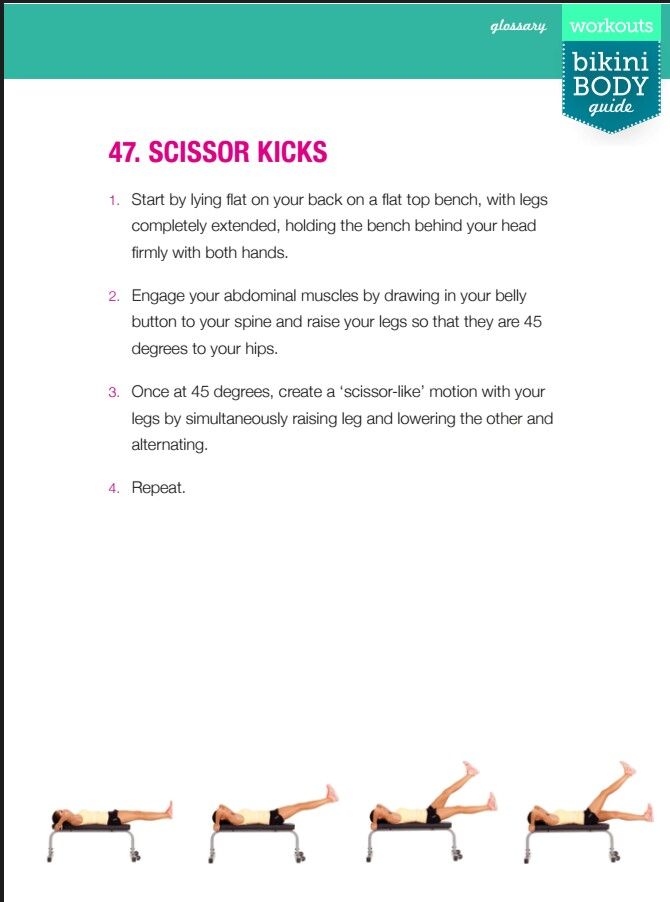 glossary
workouts
bikini
BODY
guide
47. SCISSOR KICKS
1. Start by lying flat on your back on a flat top bench, with legs
completely extended, holding the bench behind your head
firmly with both hands.
2. Engage your abdominal muscles by drawing in your belly
button to your spine and raise your legs so that they are 45
degrees to your hips.
3. Once at 45 degrees, create a ‘scissor-like’ motion with your
legs by simultaneously raising leg and lowering the other and
alternating.
4. Repeat.